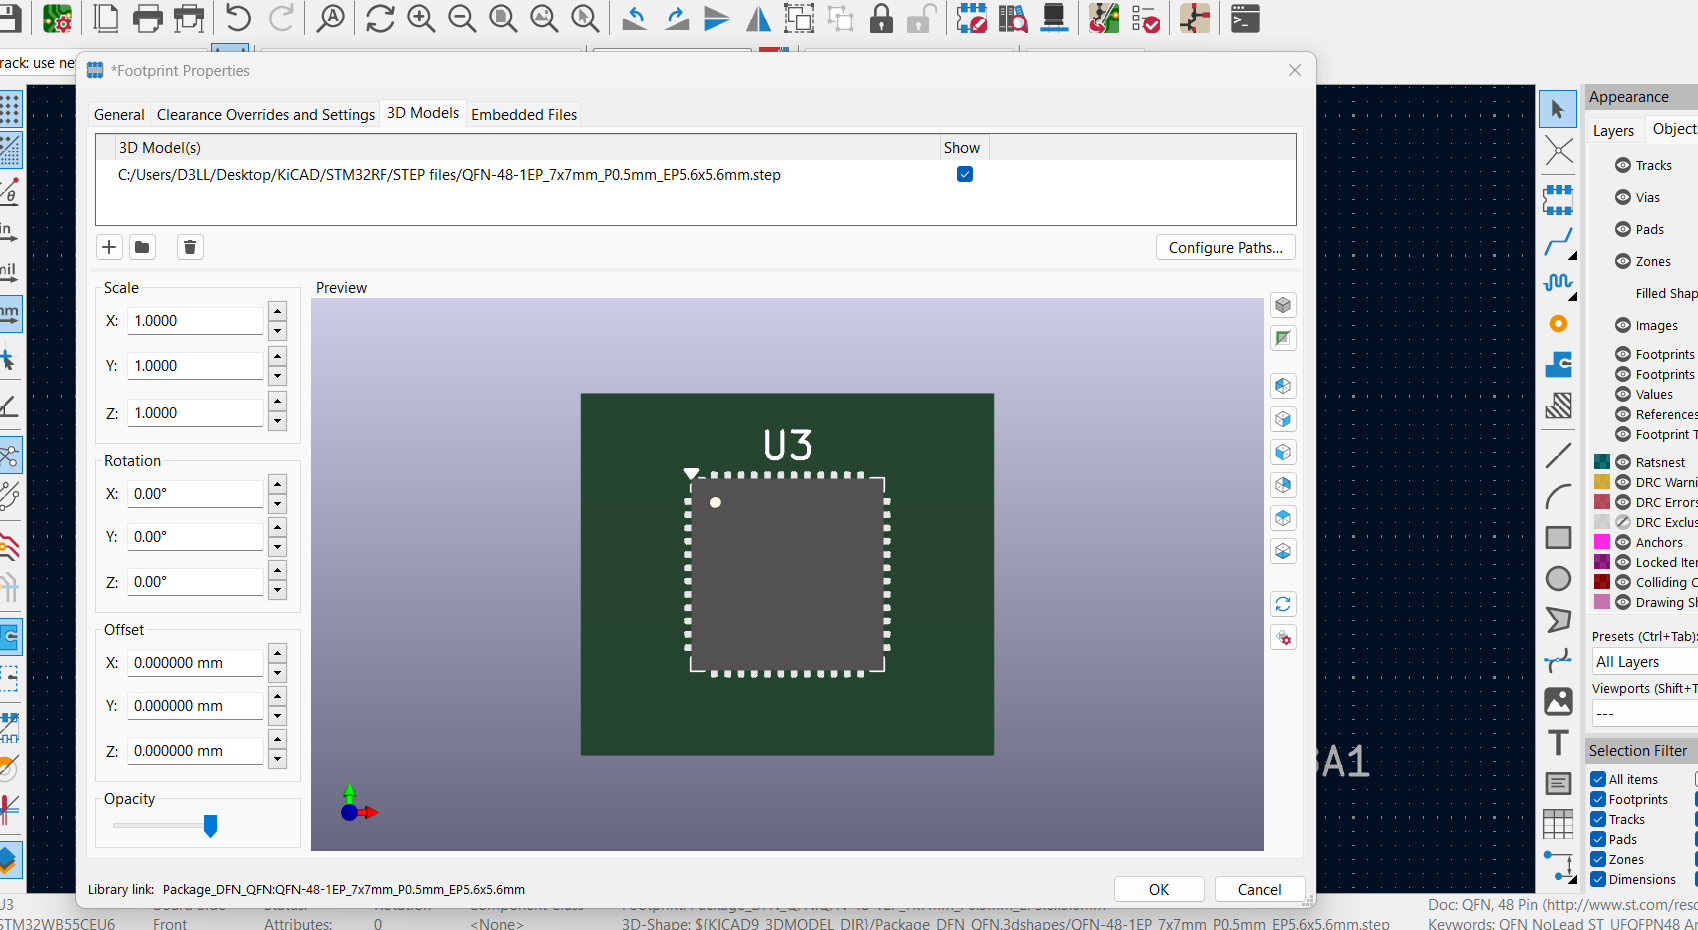 rack: use ne
*Footprint Properties
General Clearance Overrides and Settings 3D Models Embedded Files
3D Model(s) Show
C:/Users/D3LL/Desktop/KiCAD/STM32RF/STEP files/QFN-48-1EP_7x7mm_P0.5mm_EP5.6x5.6mm.step
Configure Paths...
Scale
X: 1.0000
Y: 1.0000
Z: 1.0000
Rotation
X: 0.00°
Y: 0.00°
Z: 0.00°
Offset
X: 0.000000 mm
Y: 0.000000 mm
Z: 0.000000 mm
Opacity
Preview
U3
Library link: Package_DFN_QFN:QFN-48-1EP_7x7mm_P0.5mm_EP5.6x5.6mm
OK Cancel
in
mil
mm
A1
Appearance
Layers Object
Tracks
Vias
Pads
Zones
Filled Shap
Images
Footprints
Footprints
Values
References
Footprint T
Ratsnest
DRC Warni
DRC Errors
DRC Exclus
Anchors
Locked Ite
Colliding C
Drawing Sh
Presets (Ctrl+Tab):
All Layers
Viewports (Shift+T
---
Selection Filter
All items
Footprints
Tracks
Pads
Zones
Dimensions
U3
STM32WB55CEU6 Front Attributes: 0 <None> 3D-Shape: ${KICAD9_3DMODEL_DIR}/Package_DFN_QFN.3dshapes/QFN-48-1EP_7x7mm_P0.5mm_EP5.6x5.6mm.step
Doc: QFN, 48 Pin (http://www.st.com/reso
Keywords: QFN NoLead ST_UFQFPN48 A